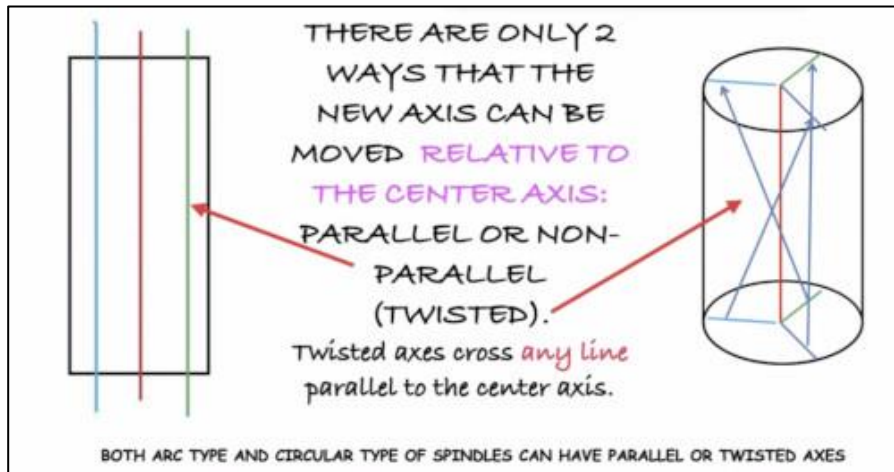 THERE ARE ONLY 2
WAYS THAT THE
NEW AXIS CAN BE
MOVED RELATIVE TO
THE CENTER AXIS:
PARALLEL OR NON-
PARALLEL
(TWISTED).
Twisted axes cross any line
parallel to the center axis.
BOTH ARC TYPE AND CIRCULAR TYPE OF SPINDLES CAN HAVE PARALLEL OR TWISTED AXES